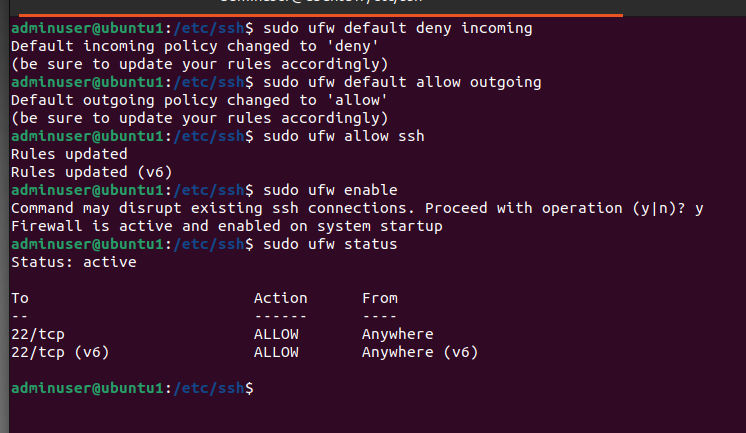 adminuser@ubuntu1:/etc/ssh$ sudo ufw default deny incoming
Default incoming policy changed to 'deny'
(be sure to update your rules accordingly)
adminuser@ubuntu1:/etc/ssh$ sudo ufw default allow outgoing
Default outgoing policy changed to 'allow'
(be sure to update your rules accordingly)
adminuser@ubuntu1:/etc/ssh$ sudo ufw allow ssh
Rules updated
Rules updated (v6)
adminuser@ubuntu1:/etc/ssh$ sudo ufw enable
Command may disrupt existing ssh connections. Proceed with operation (y|n)? y
Firewall is active and enabled on system startup
adminuser@ubuntu1:/etc/ssh$ sudo ufw status
Status: active
To                         Action      From
--                         ------      ----
22/tcp                     ALLOW       Anywhere
22/tcp (v6)                ALLOW       Anywhere (v6)
adminuser@ubuntu1:/etc/ssh$